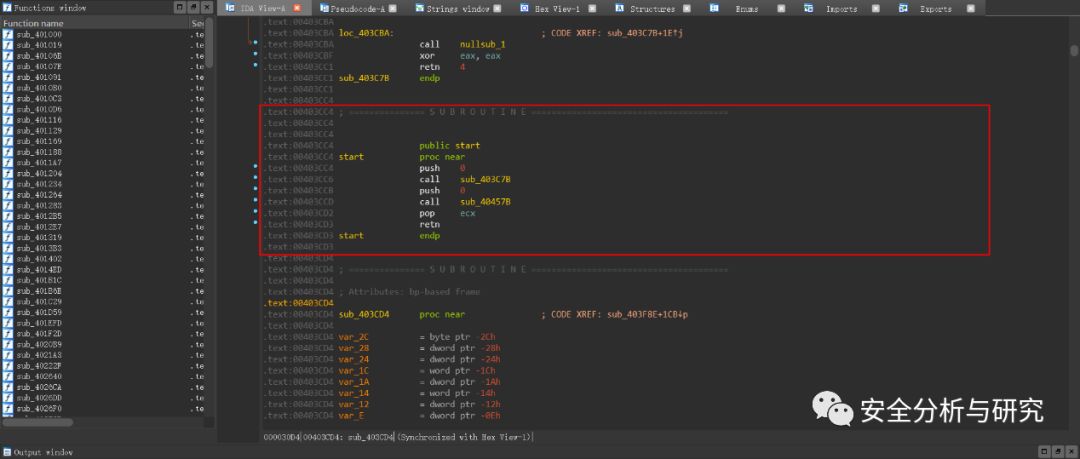 Functions window
IDA View-A
Pseudocode-A
Strings window
Hex View-1
Structures
Enums
Imports
Exports
Function name
Se
sub_401000 .te
sub_401019 .te
sub_40106B .te
sub_40107E .te
sub_401091 .te
sub_4010B0 .te
sub_4010C3 .te
sub_4010D6 .te
sub_401116 .te
sub_401129 .te
sub_401169 .te
sub_401188 .te
sub_4011A7 .te
sub_401204 .te
sub_401234 .te
sub_401264 .te
sub_401283 .te
sub_4012B5 .te
sub_4012E7 .te
sub_401319 .te
sub_4013B3 .te
sub_401402 .te
sub_4014ED .te
sub_401B1C .te
sub_401B6E .te
sub_401C29 .te
sub_401D59 .te
sub_401EFD .te
sub_401F2D .te
sub_4020B9 .te
sub_4021A3 .te
sub_40222F .te
sub_402640 .te
sub_4026CA .te
sub_4026DD .te
sub_4026F0 .te
.text:00403CBA
.text:00403CBA loc_403CBA: ; CODE XREF: sub_403C7B+1E↑j
.text:00403CBA call nullsub_1
.text:00403CBF xor eax, eax
.text:00403CC1 retn 4
.text:00403CC1 sub_403C7B endp
.text:00403CC1
.text:00403CC4
.text:00403CC4 ; =============== S U B R O U T I N E =======================================
.text:00403CC4
.text:00403CC4
.text:00403CC4 public start
.text:00403CC4 start proc near
.text:00403CC4 push 0
.text:00403CC6 call sub_403C7B
.text:00403CCB push 0
.text:00403CCD call sub_40457B
.text:00403CD2 pop ecx
.text:00403CD3 retn
.text:00403CD3 start endp
.text:00403CD3
.text:00403CD4
.text:00403CD4 ; =============== S U B R O U T I N E =======================================
.text:00403CD4
.text:00403CD4 ; Attributes: bp-based frame
.text:00403CD4
.text:00403CD4 sub_403CD4 proc near ; CODE XREF: sub_403F8E+1CB↓p
.text:00403CD4
.text:00403CD4 var_2C = byte ptr -2Ch
.text:00403CD4 var_28 = dword ptr -28h
.text:00403CD4 var_24 = dword ptr -24h
.text:00403CD4 var_1C = word ptr -1Ch
.text:00403CD4 var_1A = dword ptr -1Ah
.text:00403CD4 var_14 = word ptr -14h
.text:00403CD4 var_12 = dword ptr -12h
.text:00403CD4 var_E = dword ptr -0Eh
安全分析与研究
000030D4 00403CD4: sub_403CD4 (Synchronized with Hex View-1)
Output window